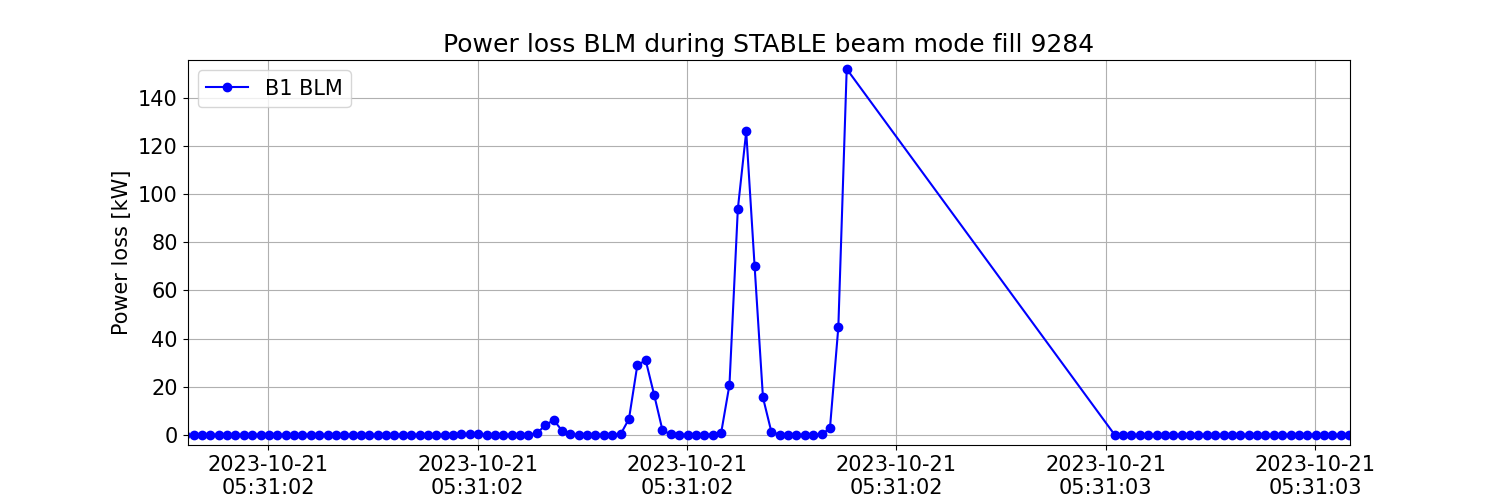 Power loss BLM during STABLE beam mode fill 9284
B1 BLM
Power loss [kW]
140
120
100
80
60
40
20
0
2023-10-21 2023-10-21 2023-10-21 2023-10-21 2023-10-21 2023-10-21
05:31:02 05:31:02 05:31:02 05:31:02 05:31:03 05:31:03